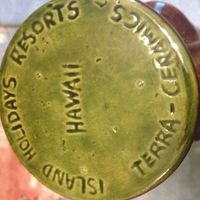 ISLAND HOLIDAYS RESORTS -
HAWAII
TERRA - CERAMICS